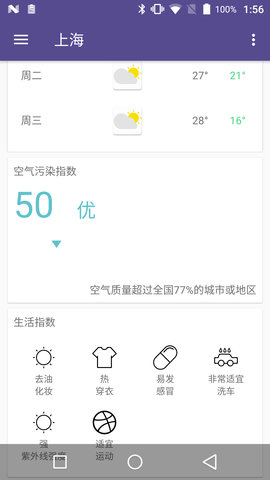 100% 1:56
上海
周二 27° 21°
周三 28° 16°
空气污染指数
50 优
空气质量超过全国77%的城市或地区
生活指数
去油 热 易发 非常适宜
化妆 穿衣 感冒 洗车
强 适宜
紫外线强度 运动